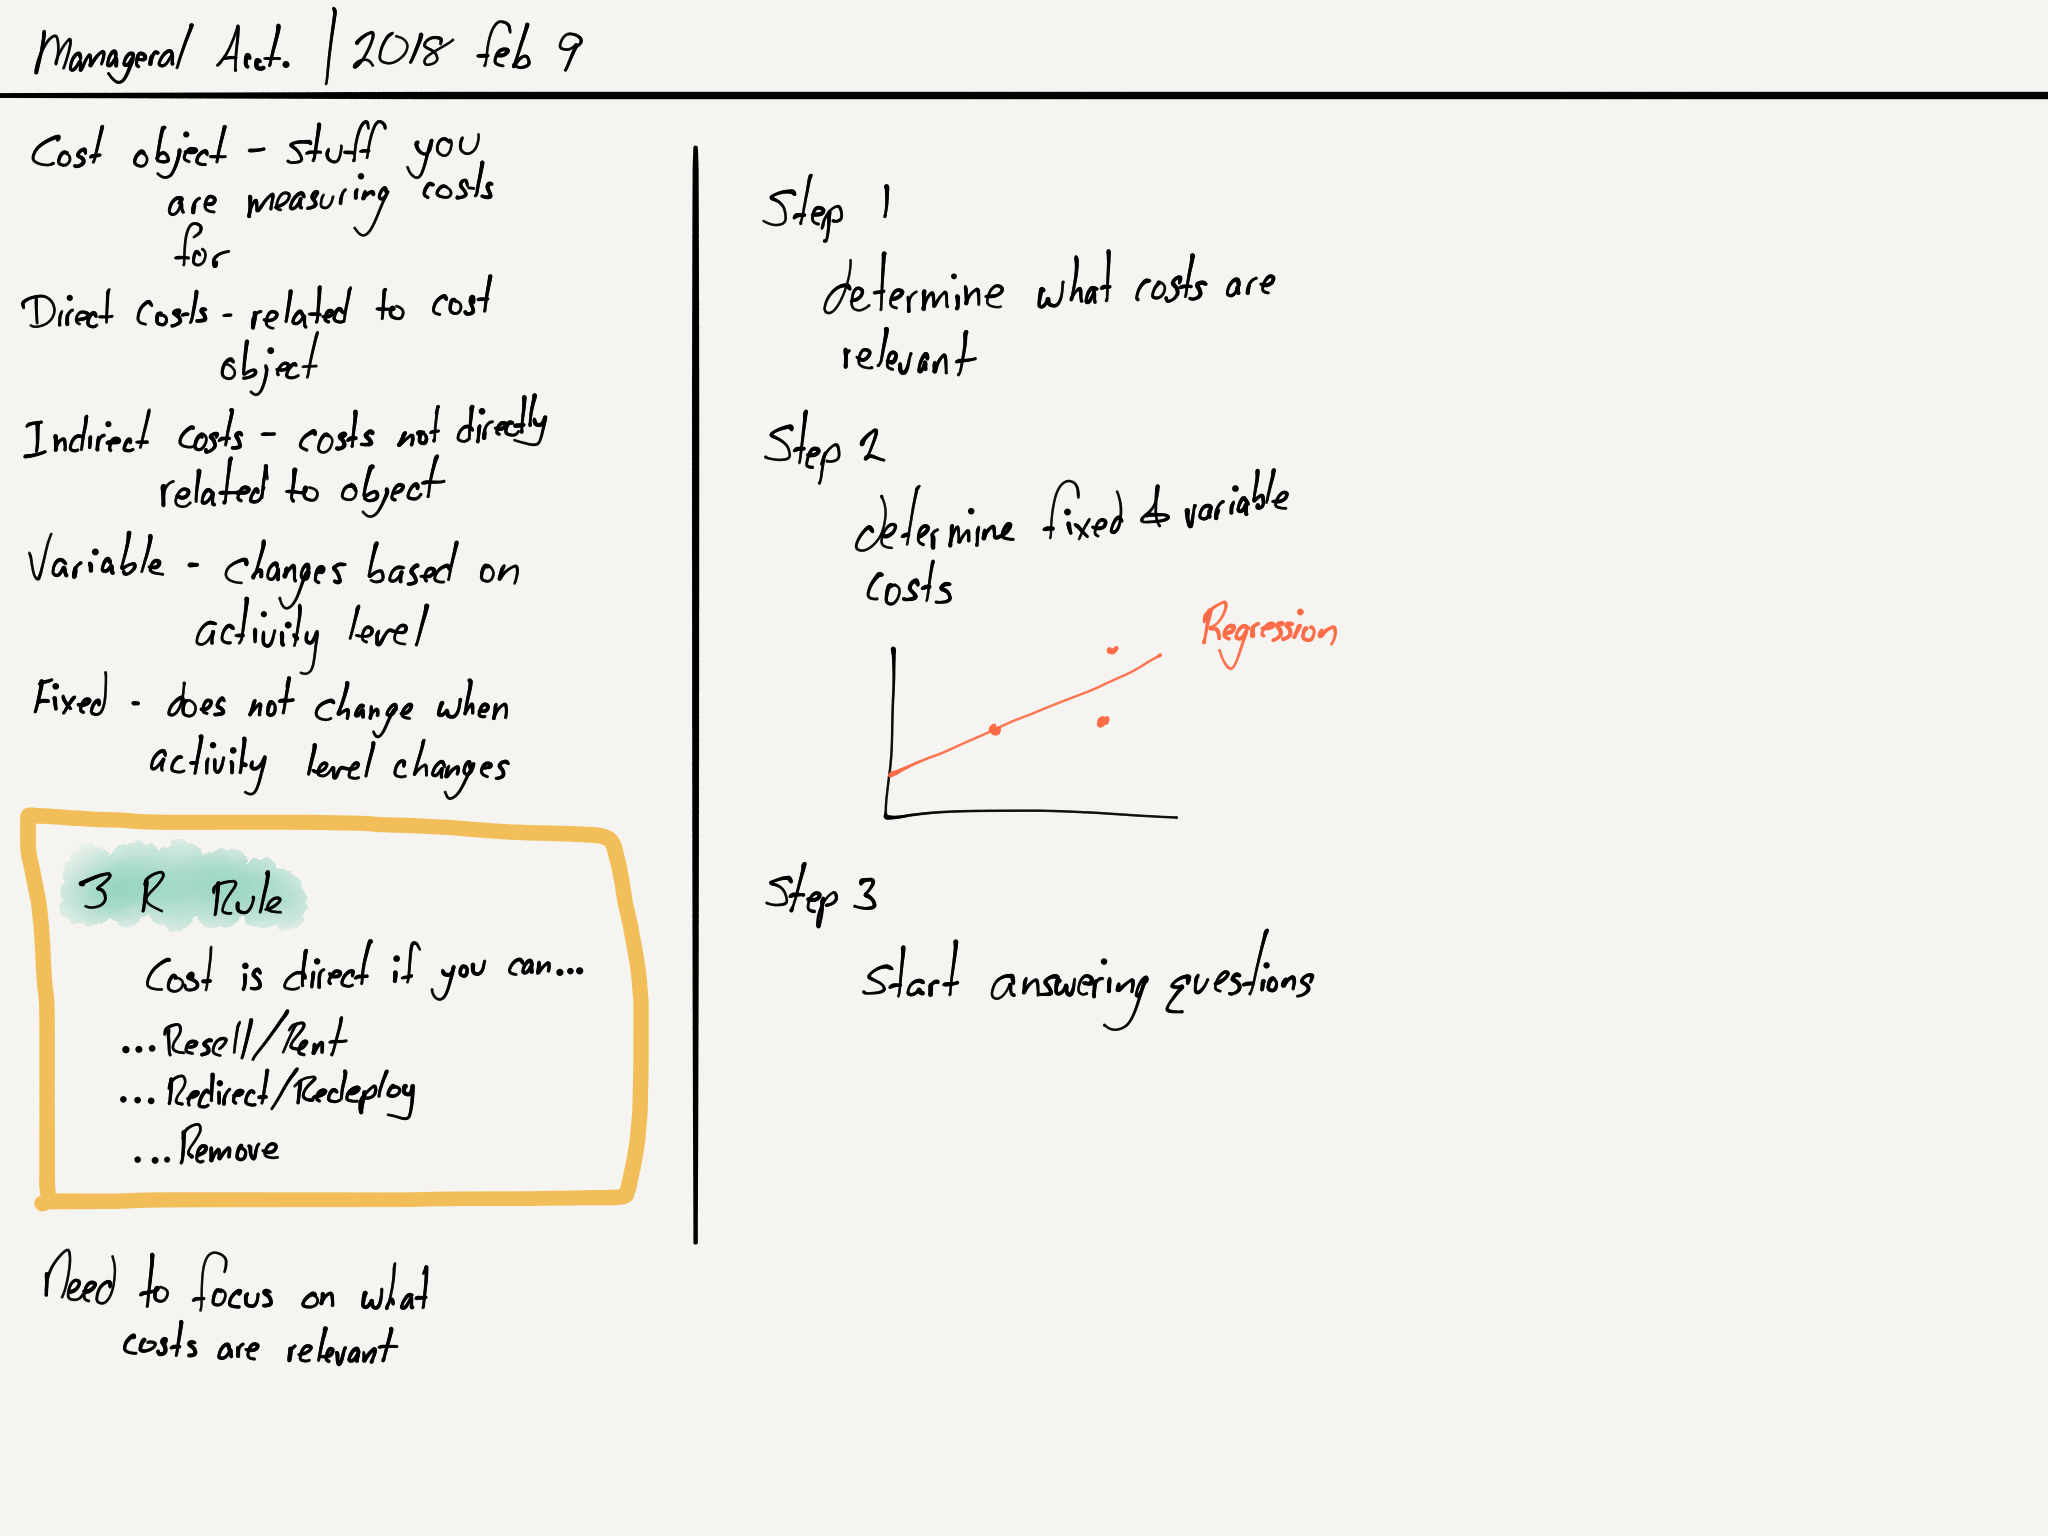 Manageral Acct. | 2018 feb 9
Cost object - stuff you
are measuring costs
for
Direct Costs - related to cost
object
Indirect costs - costs not directly
related to object
Variable - changes based on
activity level
Fixed - does not change when
activity level changes
3 R Rule
Cost is direct if you can...
...Resell/Rent
...Redirect/Redeploy
...Remove
Need to focus on what
costs are relevant
Step 1
determine what costs are
relevant
Step 2
determine fixed & variable
costs
Regression
Step 3
Start answering questions